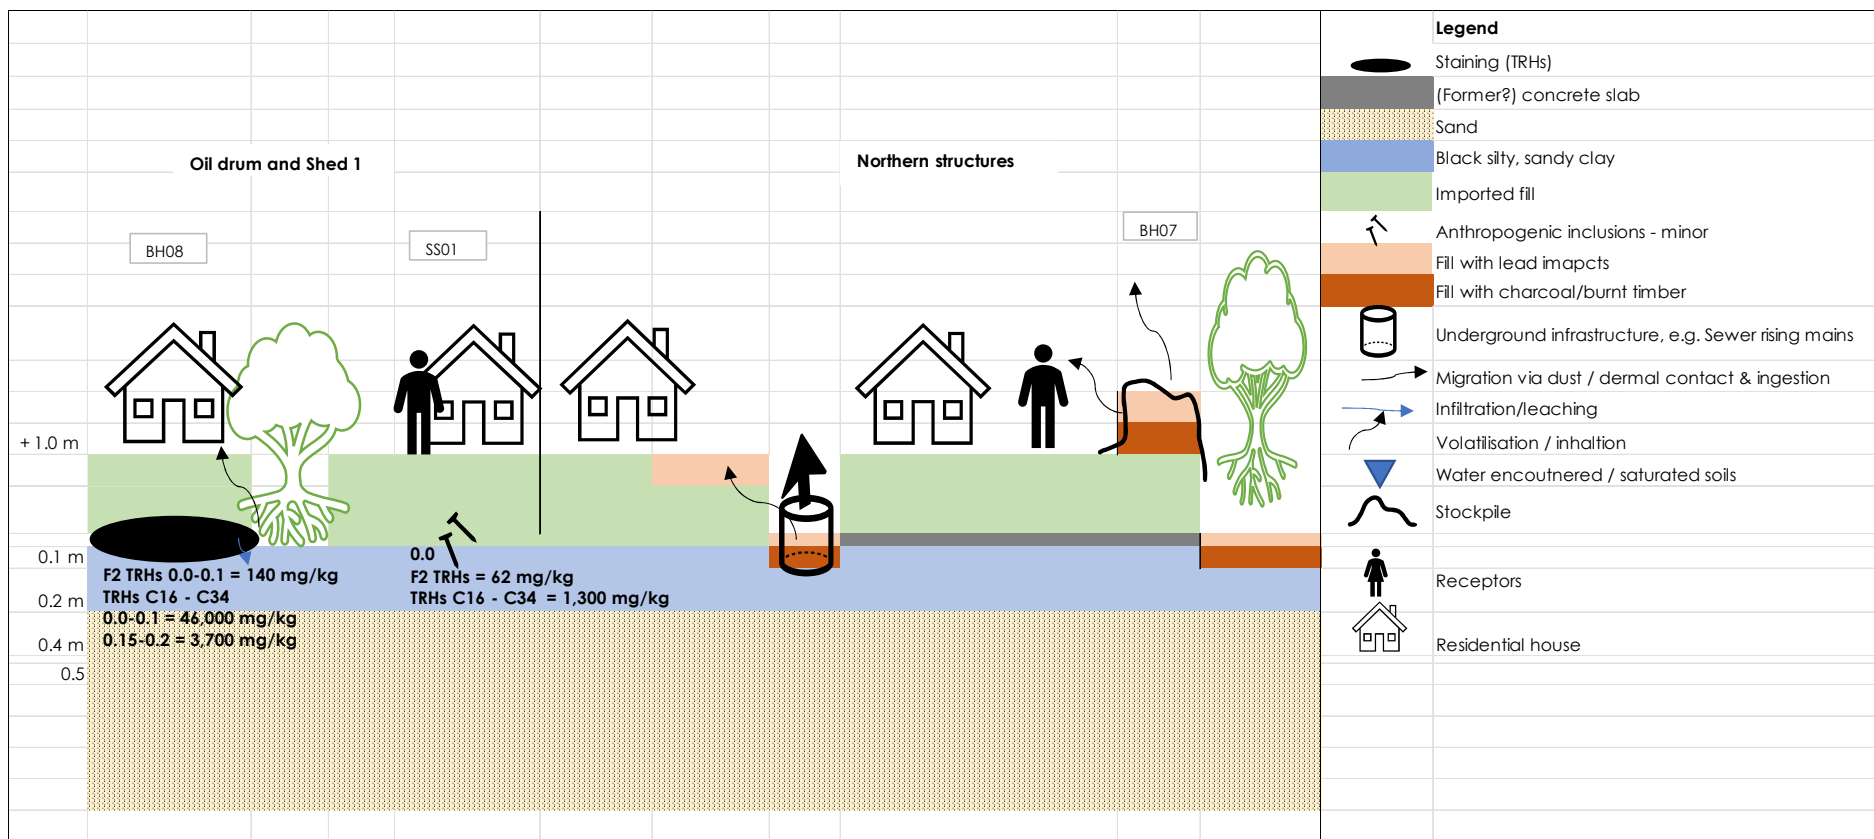 Oil drum and Shed 1
Northern structures
BH08
SS01
BH07
+ 1.0 m
0.1 m
0.2 m
0.4 m
0.5
F2 TRHs 0.0-0.1 = 140 mg/kg
TRHs C16 - C34
0.0-0.1 = 46,000 mg/kg
0.15-0.2 = 3,700 mg/kg
0.0
F2 TRHs = 62 mg/kg
TRHs C16 - C34 = 1,300 mg/kg
Legend
Staining (TRHs)
(Former?) concrete slab
Sand
Black silty, sandy clay
Imported fill
Anthropogenic inclusions - minor
Fill with lead imapcts
Fill with charcoal/burnt timber
Underground infrastructure, e.g. Sewer rising mains
Migration via dust / dermal contact & ingestion
Infiltration/leaching
Volatilisation / inhaltion
Water encoutnered / saturated soils
Stockpile
Receptors
Residential house